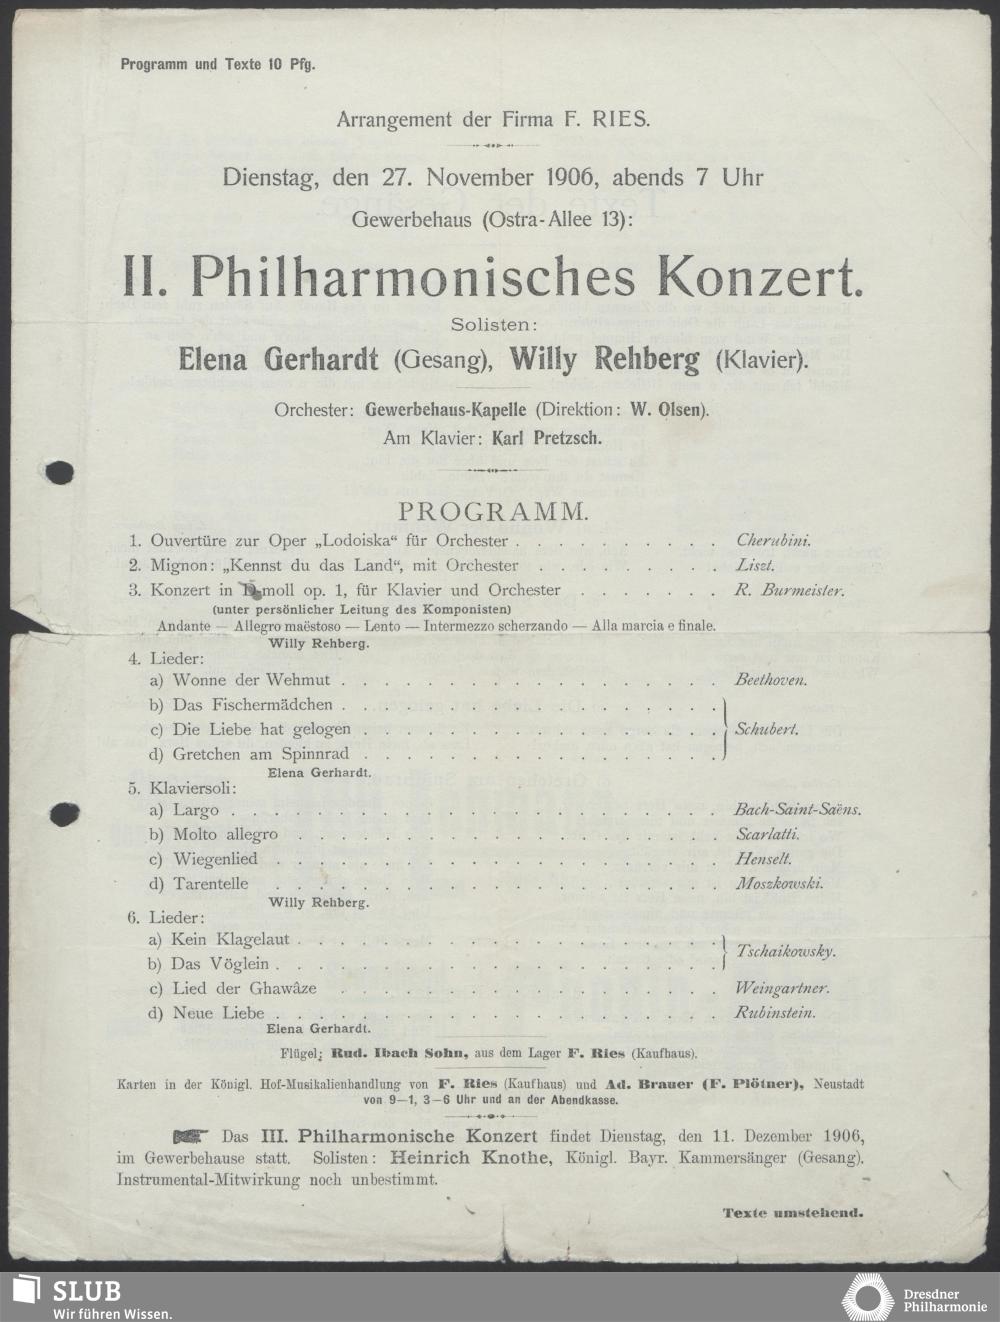 Programm und Texte 10 Pfg.
Arrangement der Firma F. RIES.
Dienstag, den 27. November 1906, abends 7 Uhr
Gewerbehaus (Ostra-Allee 13):
II. Philharmonisches Konzert.
Solisten:
Elena Gerhardt (Gesang), Willy Rehberg (Klavier).
Orchester: Gewerbehaus-Kapelle (Direktion: W. Olsen).
Am Klavier: Karl Pretzsch.
PROGRAMM.
1. Ouvertüre zur Oper „Lodoiska“ für Orchester . . . . . . . . . . Cherubini.
2. Mignon: „Kennst du das Land“, mit Orchester . . . . . . . . . Liszt.
3. Konzert in D-moll op. 1, für Klavier und Orchester . . . . . . . R. Burmeister.
(unter persönlicher Leitung des Komponisten)
Andante — Allegro maëstoso — Lento — Intermezzo scherzando — Alla marcia e finale.
Willy Rehberg.
4. Lieder:
a) Wonne der Wehmut . . . . . . . . . . . . . . . . . Beethoven.
b) Das Fischermädchen . . . . . . . . . . . . . . . . .
c) Die Liebe hat gelogen . . . . . . . . . . . . . . . . Schubert.
d) Gretchen am Spinnrad . . . . . . . . . . . . . . . .
Elena Gerhardt.
5. Klaviersoli:
a) Largo . . . . . . . . . . . . . . . . . . . . . . Bach-Saint-Saëns.
b) Molto allegro . . . . . . . . . . . . . . . . . . . Scarlatti.
c) Wiegenlied . . . . . . . . . . . . . . . . . . . . Henselt.
d) Tarentelle . . . . . . . . . . . . . . . . . . . . Moszkowski.
Willy Rehberg.
6. Lieder:
a) Kein Klagelaut . . . . . . . . . . . . . . . . . . .
Tschaikowsky.
b) Das Vöglein . . . . . . . . . . . . . . . . . . . .
c) Lied der Ghawâze . . . . . . . . . . . . . . . . . Weingartner.
d) Neue Liebe . . . . . . . . . . . . . . . . . . . . Rubinstein.
Elena Gerhardt.
Flügel: Rud. Ibach Sohn, aus dem Lager F. Ries (Kaufhaus).
Karten in der Königl. Hof-Musikalienhandlung von F. Ries (Kaufhaus) und Ad. Brauer (F. Plötner), Neustadt
von 9—1, 3—6 Uhr und an der Abendkasse.
Das III. Philharmonische Konzert findet Dienstag, den 11. Dezember 1906,
im Gewerbehause statt. Solisten: Heinrich Knothe, Königl. Bayr. Kammersänger (Gesang).
Instrumental-Mitwirkung noch unbestimmt.
Texte umstehend.
SLUB
Wir führen Wissen.
Dresdner
Philharmonie